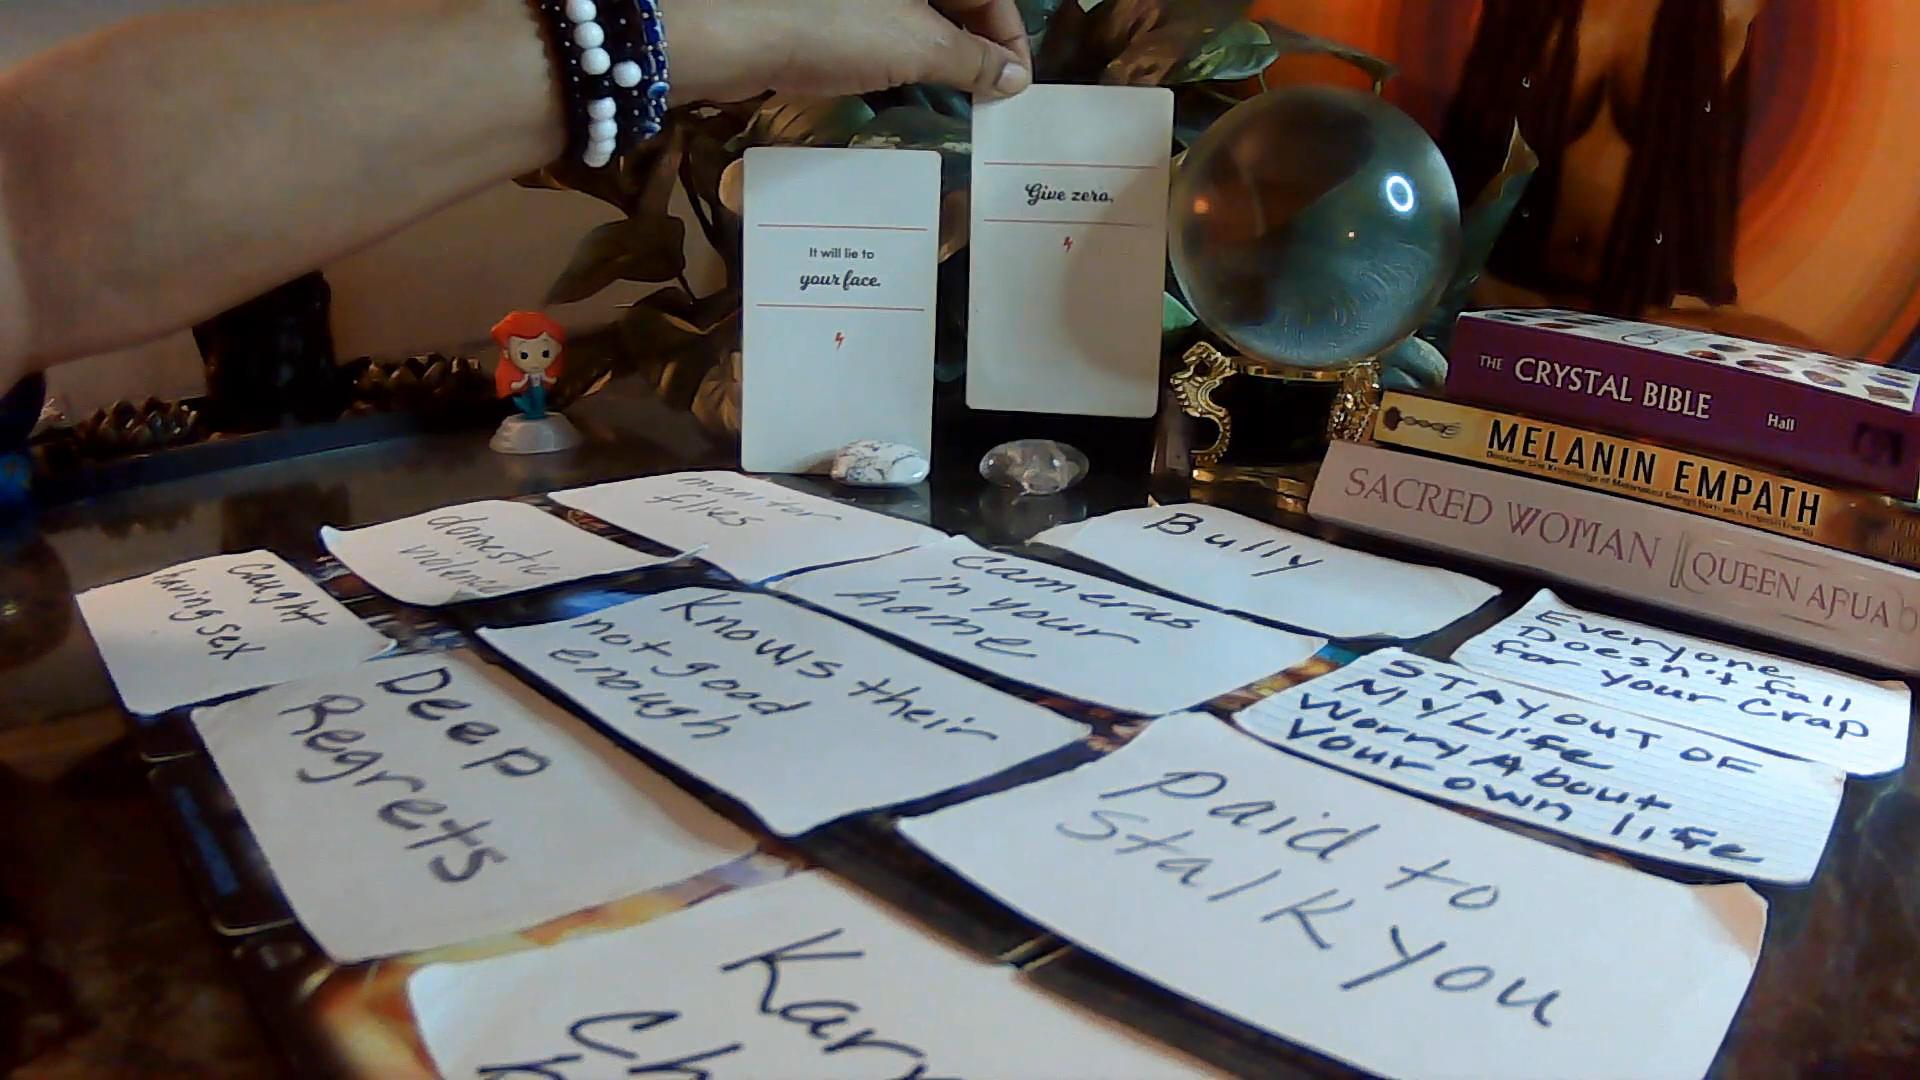 It will lie to
your face.
Give zero.
THE CRYSTAL BIBLE Hall
MELANIN EMPATH
SACRED WOMAN QUEEN AFUA
monitor
flies
domestic
violence
caught
having sex
cameras
in your
home
Bully
Knows their
not good
enough
Everyone
Doesn't fall
for your Crap
STAY OUT OF
My Life
Worry About
Your own life
Deep
Regrets
Paid to
Stalk you